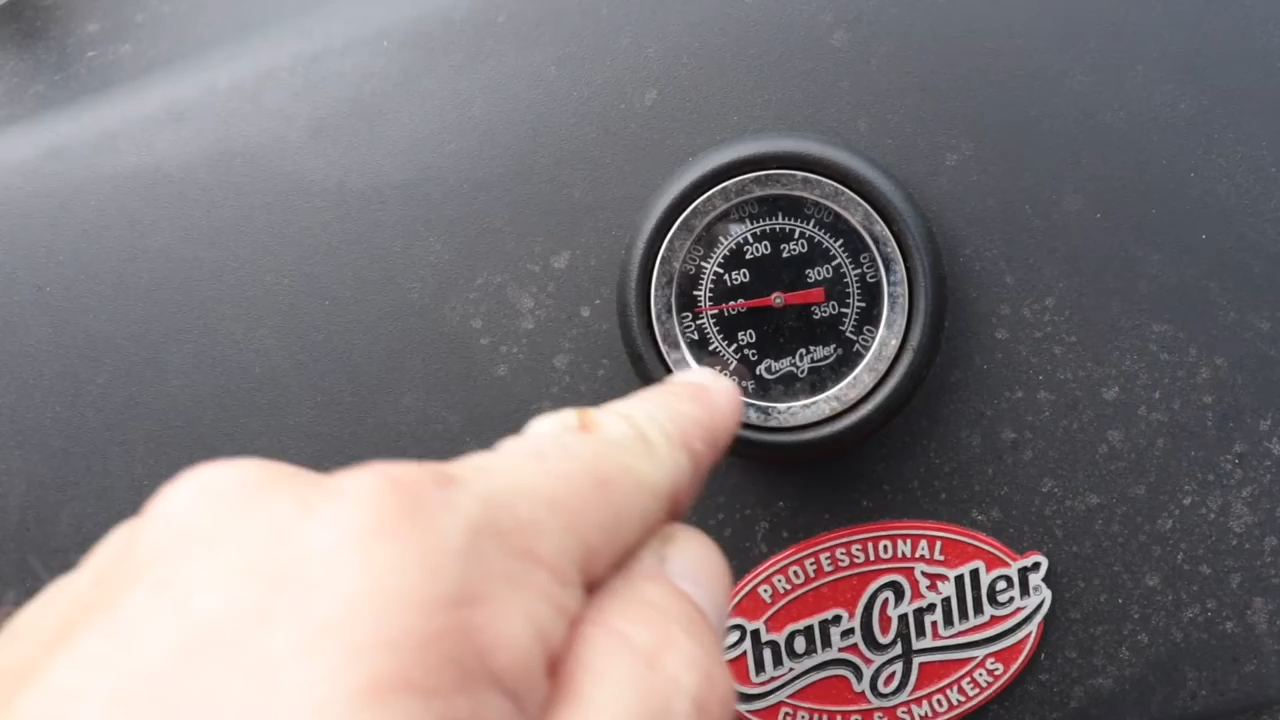 400 500
300 600
200 250
150 300
100 350
200 700
50
°C
Char-Griller®
°F
PROFESSIONAL
Char-Griller®
GRILLS & SMOKERS